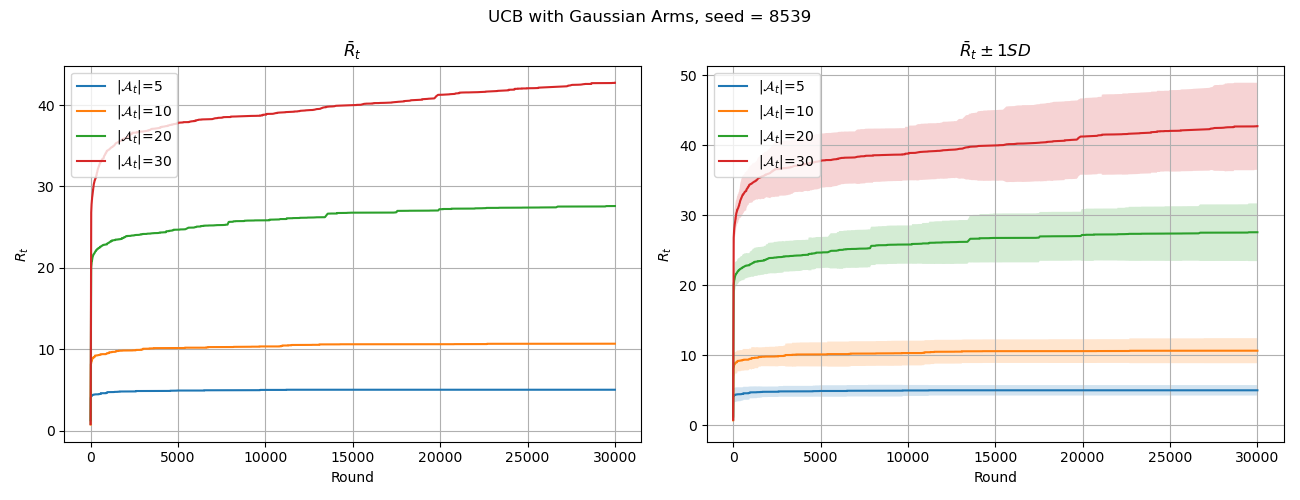 UCB with Gaussian Arms, seed = 8539
R̄ₜ
Rₜ
40
30
20
10
0
|𝒜ₜ|=5
|𝒜ₜ|=10
|𝒜ₜ|=20
|𝒜ₜ|=30
0 5000 10000 15000 20000 25000 30000
Round
R̄ₜ ± 1SD
Rₜ
50
40
30
20
10
0
|𝒜ₜ|=5
|𝒜ₜ|=10
|𝒜ₜ|=20
|𝒜ₜ|=30
0 5000 10000 15000 20000 25000 30000
Round